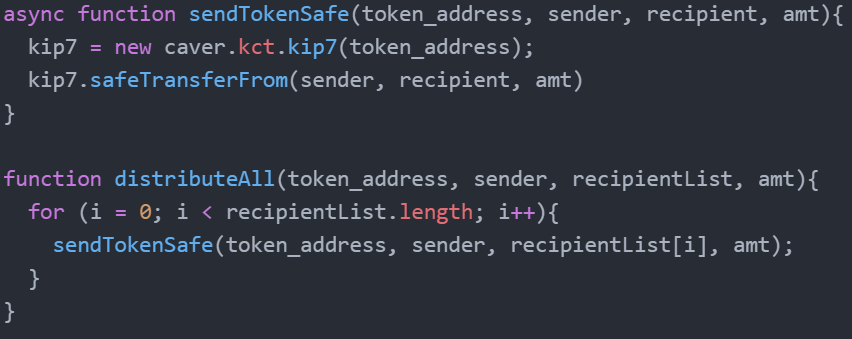 async function sendTokenSafe(token_address, sender, recipient, amt){
  kip7 = new caver.kct.kip7(token_address);
  kip7.safeTransferFrom(sender, recipient, amt)
}

function distributeAll(token_address, sender, recipientList, amt){
  for (i = 0; i < recipientList.length; i++){
    sendTokenSafe(token_address, sender, recipientList[i], amt);
  }
}